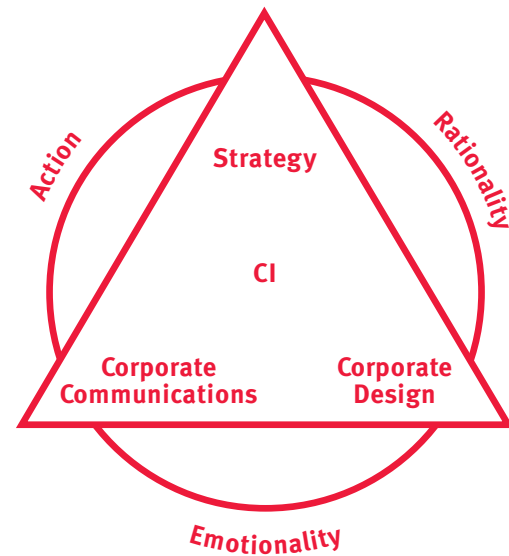 Action
Rationality
Strategy
CI
Corporate
Communications
Corporate
Design
Emotionality